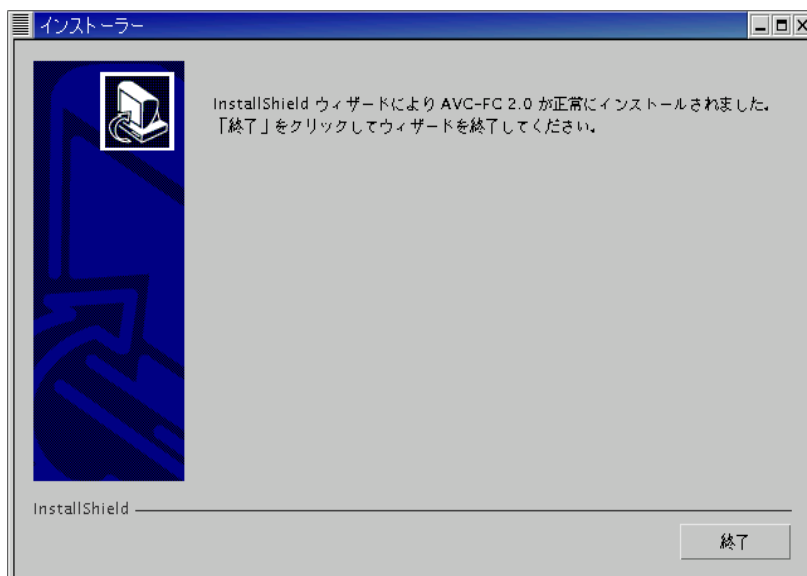 インストーラー
InstallShield ウィザードにより AVC-FC 2.0 が正常にインストールされました.
「終了」をクリックしてウィザードを終了してください.
InstallShield
終了